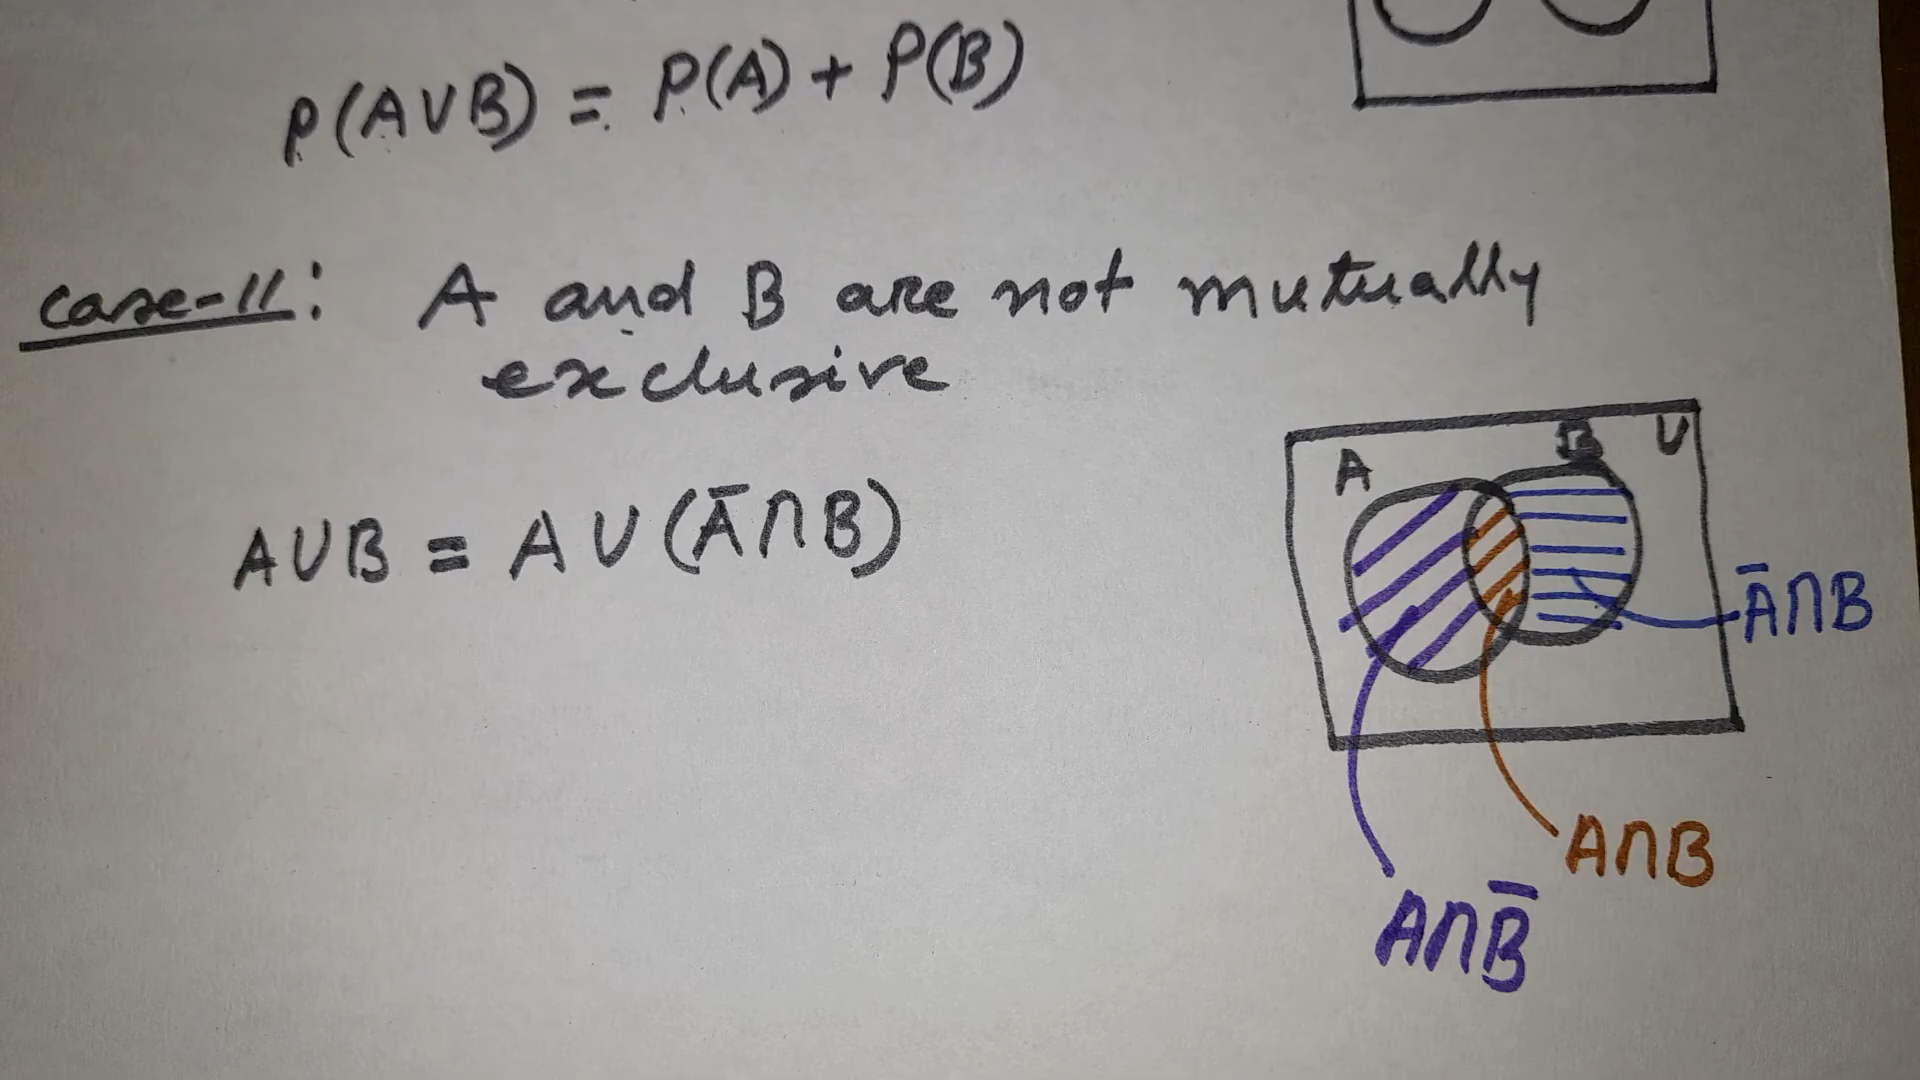 P(A∪B) = P(A) + P(B)
case-II: A and B are not mutually
exclusive
A∪B = A∪(Ā∩B)
A B U
Ā∩B
A∩B
A∩B̄